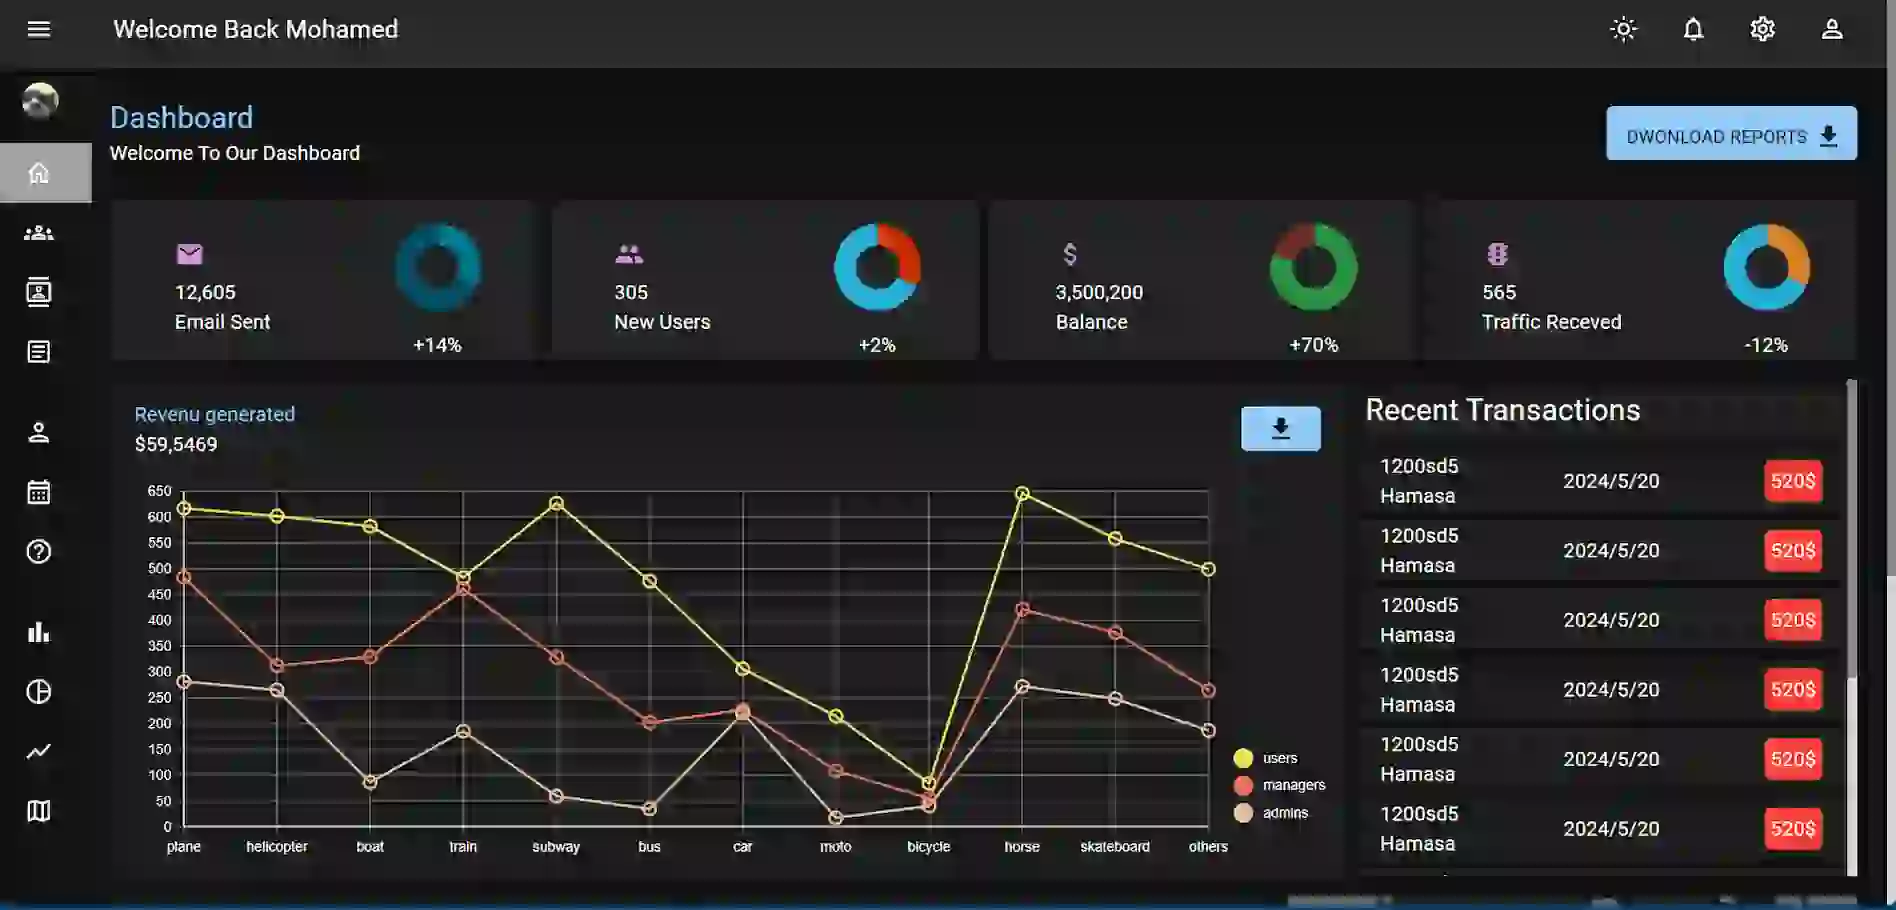 Welcome Back Mohamed
Dashboard
Welcome To Our Dashboard
DWONLOAD REPORTS
12,605
Email Sent
+14%
305
New Users
+2%
3,500,200
Balance
+70%
565
Traffic Receved
-12%
Revenu generated
$59,5469
650
600
550
500
450
400
350
300
250
200
150
100
50
0
plane helicopter boat train subway bus car moto bicycle horse skateboard others
users
managers
admins
Recent Transactions
1200sd5
Hamasa
2024/5/20
520$
1200sd5
Hamasa
2024/5/20
520$
1200sd5
Hamasa
2024/5/20
520$
1200sd5
Hamasa
2024/5/20
520$
1200sd5
Hamasa
2024/5/20
520$
1200sd5
Hamasa
2024/5/20
520$